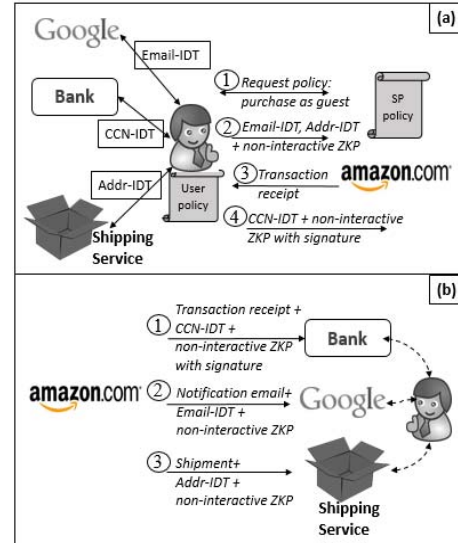 (a)
Google
Email-IDT
Bank
CCN-IDT
Addr-IDT
Shipping
Service
User
policy
1 Request policy:
purchase as guest
SP
policy
2 Email-IDT, Addr-IDT
+ non-interactive ZKP
3 Transaction
receipt
amazon.com®
4 CCN-IDT + non-interactive
ZKP with signature
(b)
amazon.com®
1 Transaction receipt +
CCN-IDT +
non-interactive ZKP
with signature
Bank
2 Notification email+
Email-IDT +
non-interactive ZKP
Google
3 Shipment+
Addr-IDT +
non-interactive ZKP
Shipping
Service